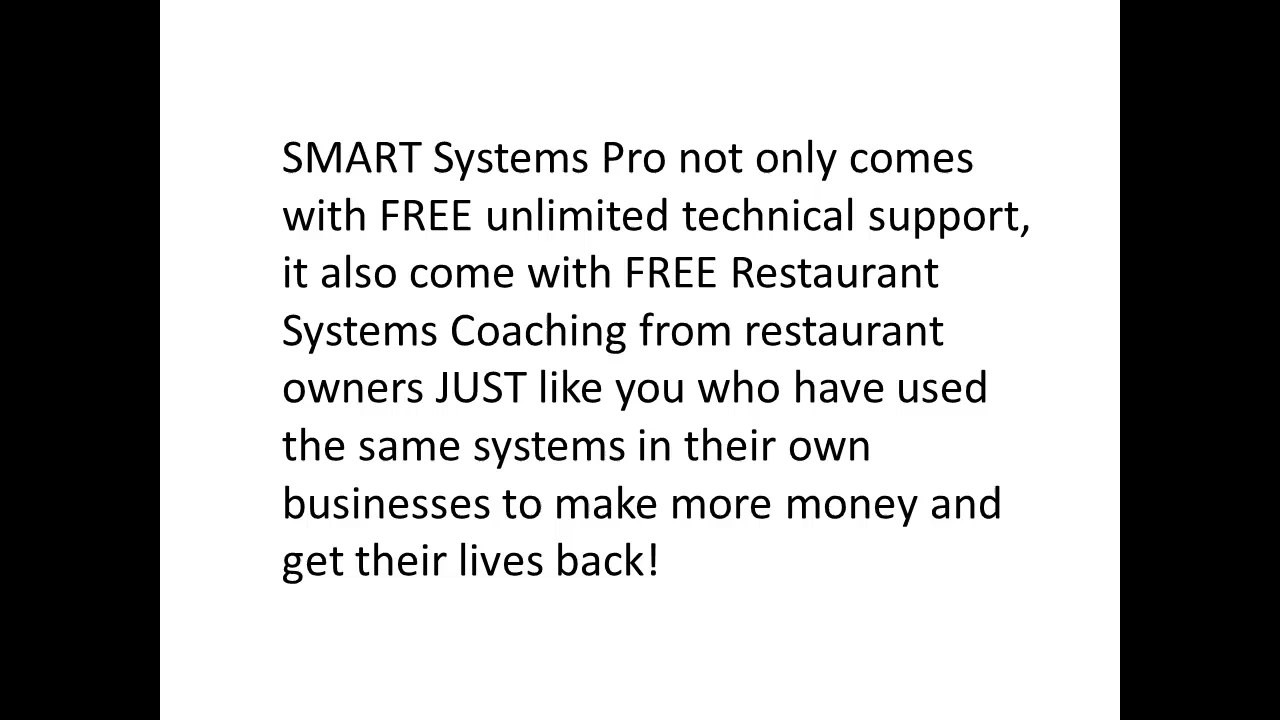 SMART Systems Pro not only comes
with FREE unlimited technical support,
it also come with FREE Restaurant
Systems Coaching from restaurant
owners JUST like you who have used
the same systems in their own
businesses to make more money and
get their lives back!